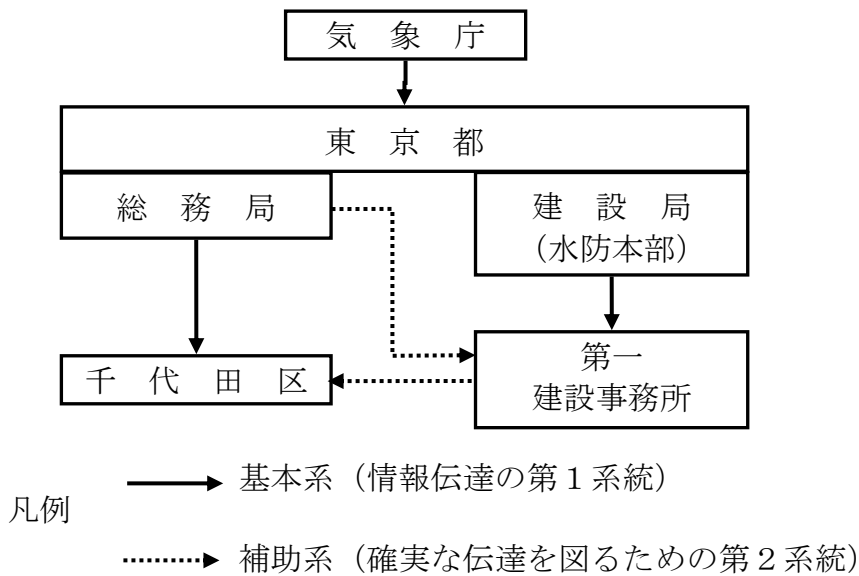 気 象 庁
東 京 都
総 務 局
建 設 局
（水防本部）
千 代 田 区
第一
建設事務所
凡例
基本系（情報伝達の第１系統）
補助系（確実な伝達を図るための第２系統）